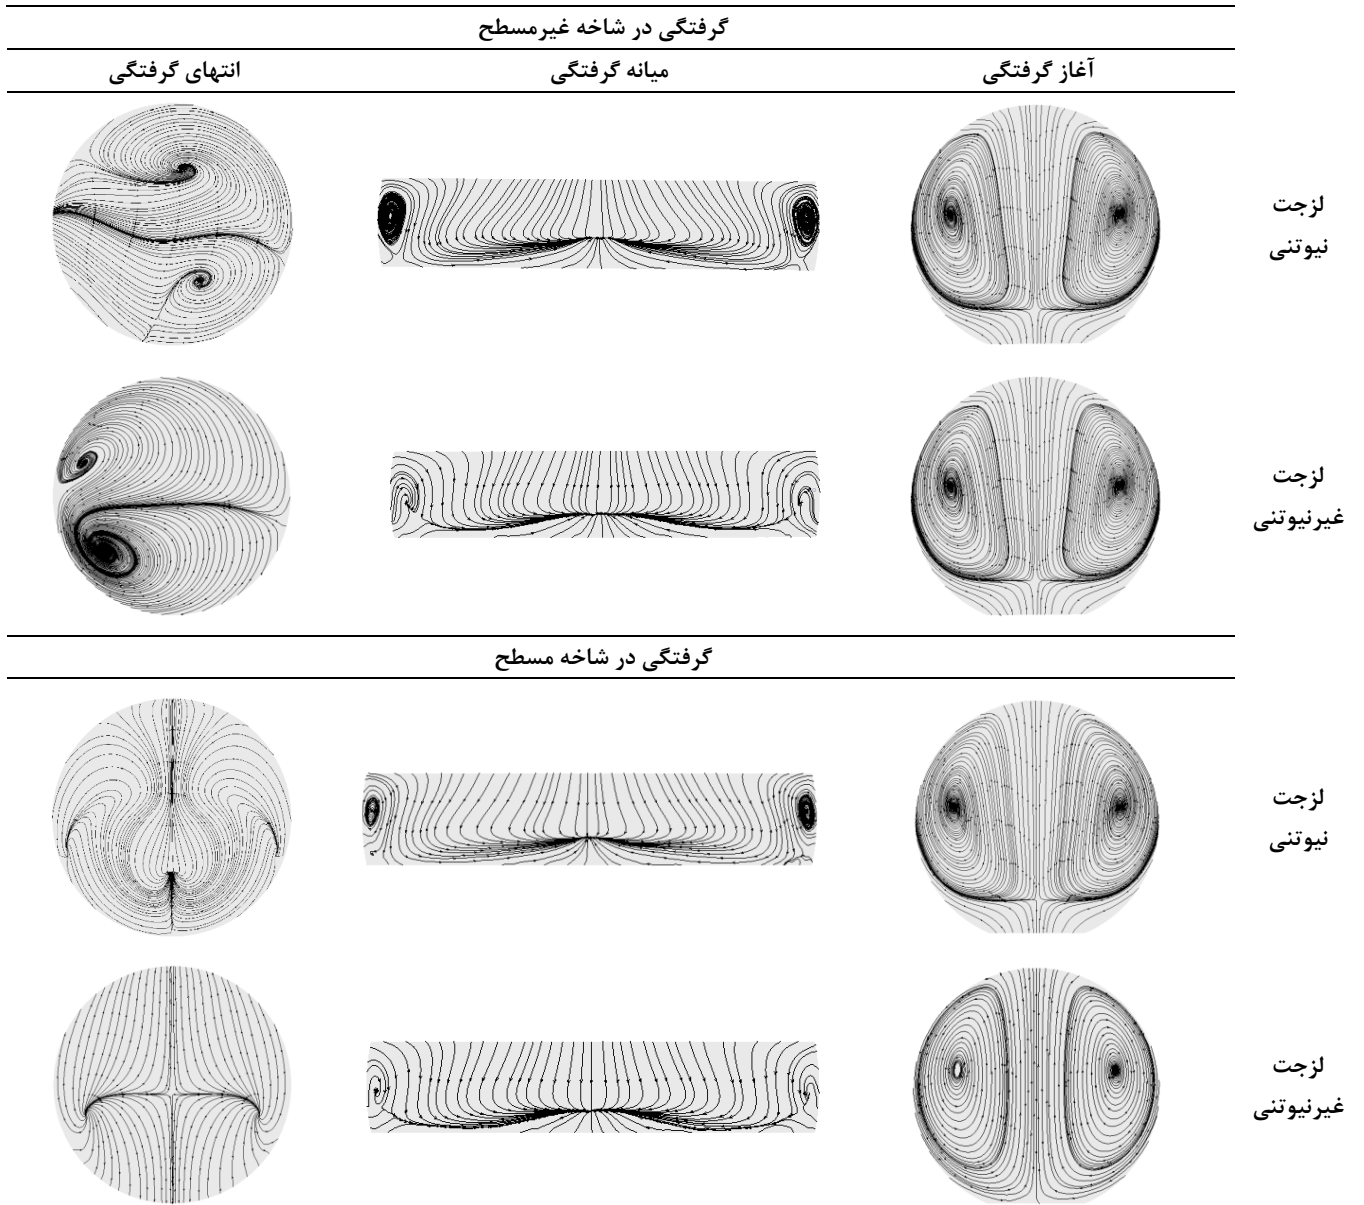 گرفتگی در شاخه غیرمسطح
آغاز گرفتگی
میانه گرفتگی
انتهای گرفتگی
لزجت
نیوتنی
لزجت
غیرنیوتنی
گرفتگی در شاخه مسطح
لزجت
نیوتنی
لزجت
غیرنیوتنی